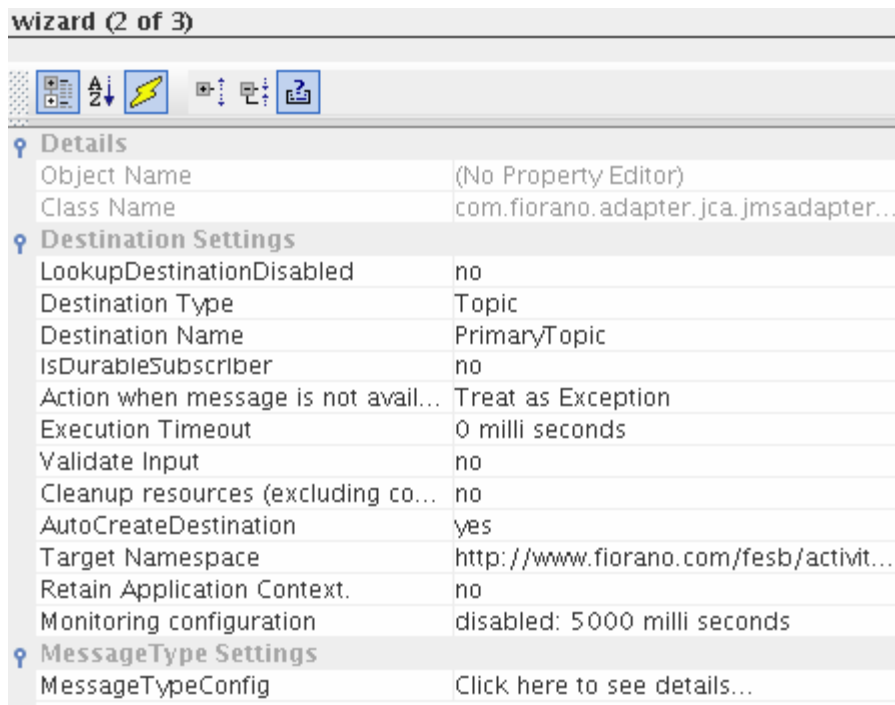 wizard (2 of 3)
Details
Object Name (No Property Editor)
Class Name com.fiorano.adapter.jca.jmsadapter...
Destination Settings
LookupDestinationDisabled no
Destination Type Topic
Destination Name PrimaryTopic
IsDurableSubscriber no
Action when message is not avail... Treat as Exception
Execution Timeout 0 milli seconds
Validate Input no
Cleanup resources (excluding co... no
AutoCreateDestination yes
Target Namespace http://www.fiorano.com/fesb/activit...
Retain Application Context. no
Monitoring configuration disabled: 5000 milli seconds
MessageType Settings
MessageTypeConfig Click here to see details...